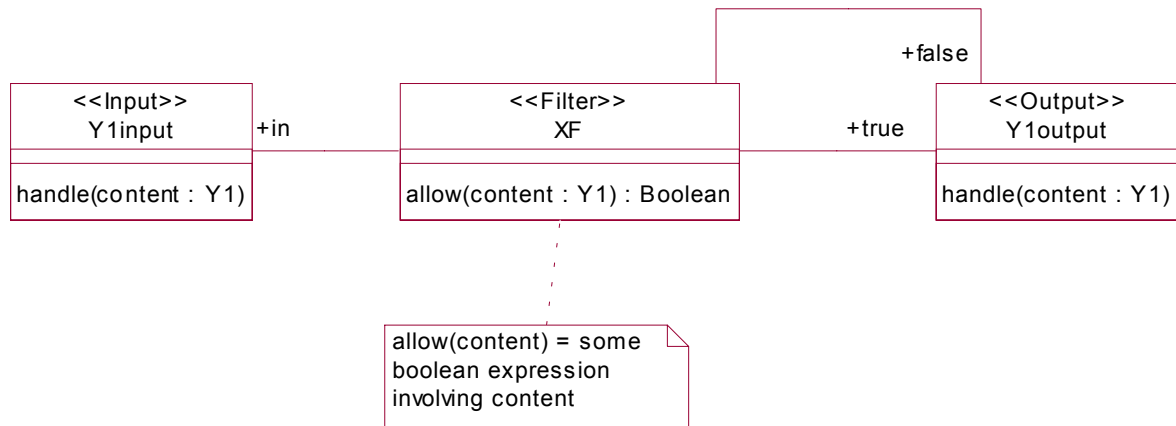 +false
<<Input>>
Y1input
+in
handle(content : Y1)
<<Filter>>
XF
allow(content : Y1) : Boolean
+true
<<Output>>
Y1output
handle(content : Y1)
allow(content) = some
boolean expression
involving content